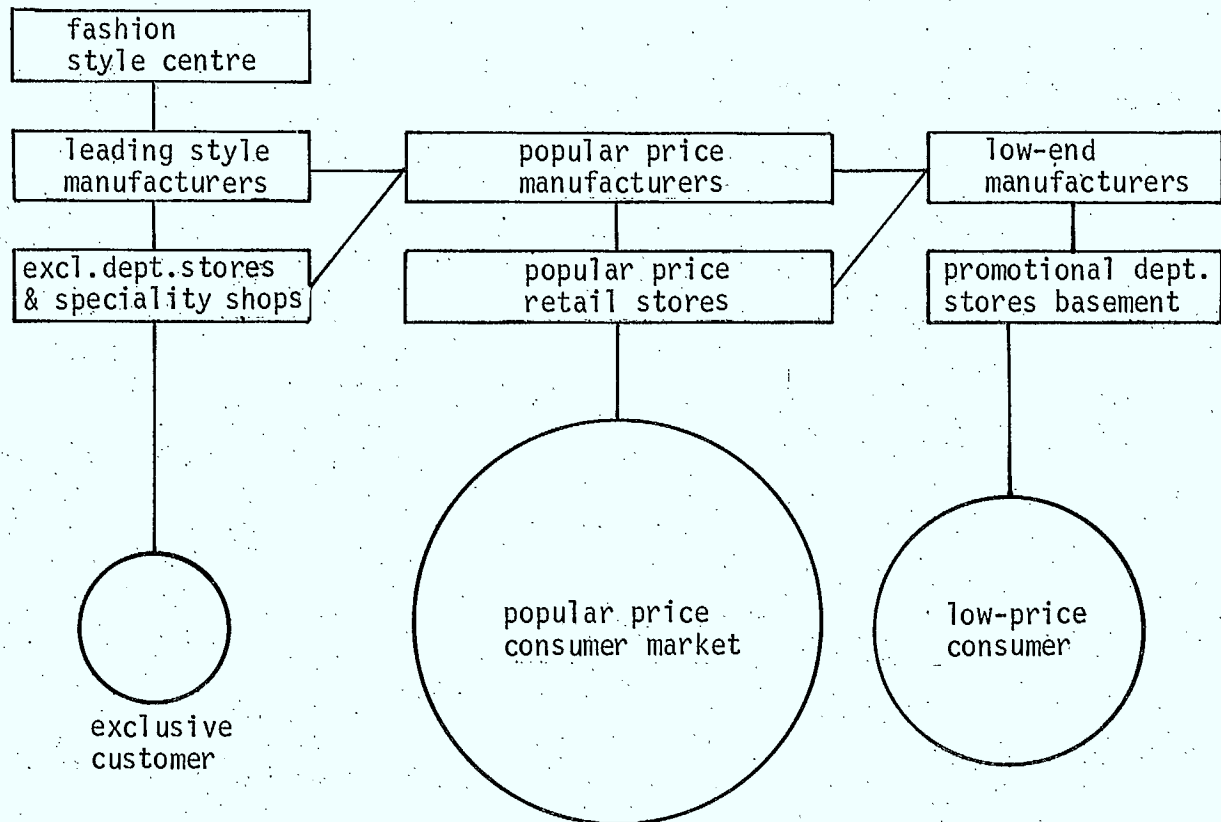 fashion
style centre
leading style
manufacturers
popular price
manufacturers
low-end
manufacturers
excl.dept.stores
& speciality shops
popular price
retail stores
promotional dept.
stores basement
popular price
consumer market
low-price
consumer
exclusive
customer